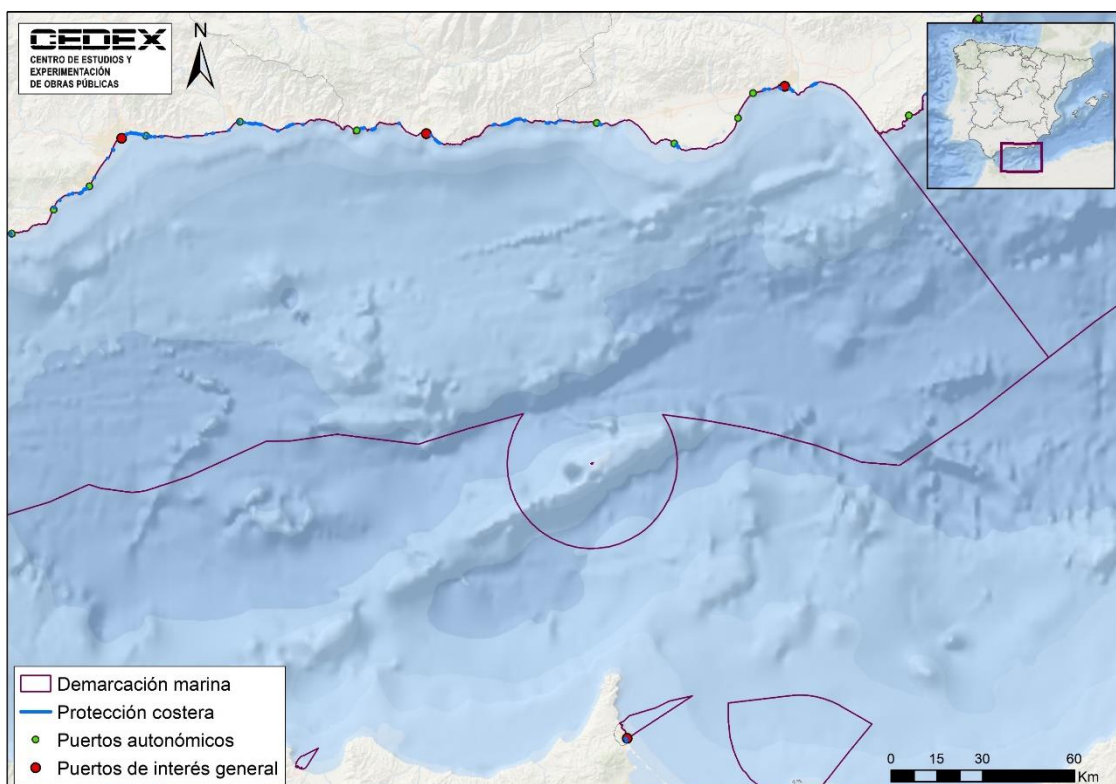 CEDEX
CENTRO DE ESTUDIOS Y
EXPERIMENTACIÓN
DE OBRAS PÚBLICAS
N
Demarcación marina
Protección costera
Puertos autonómicos
Puertos de interés general
0 15 30 60
Km